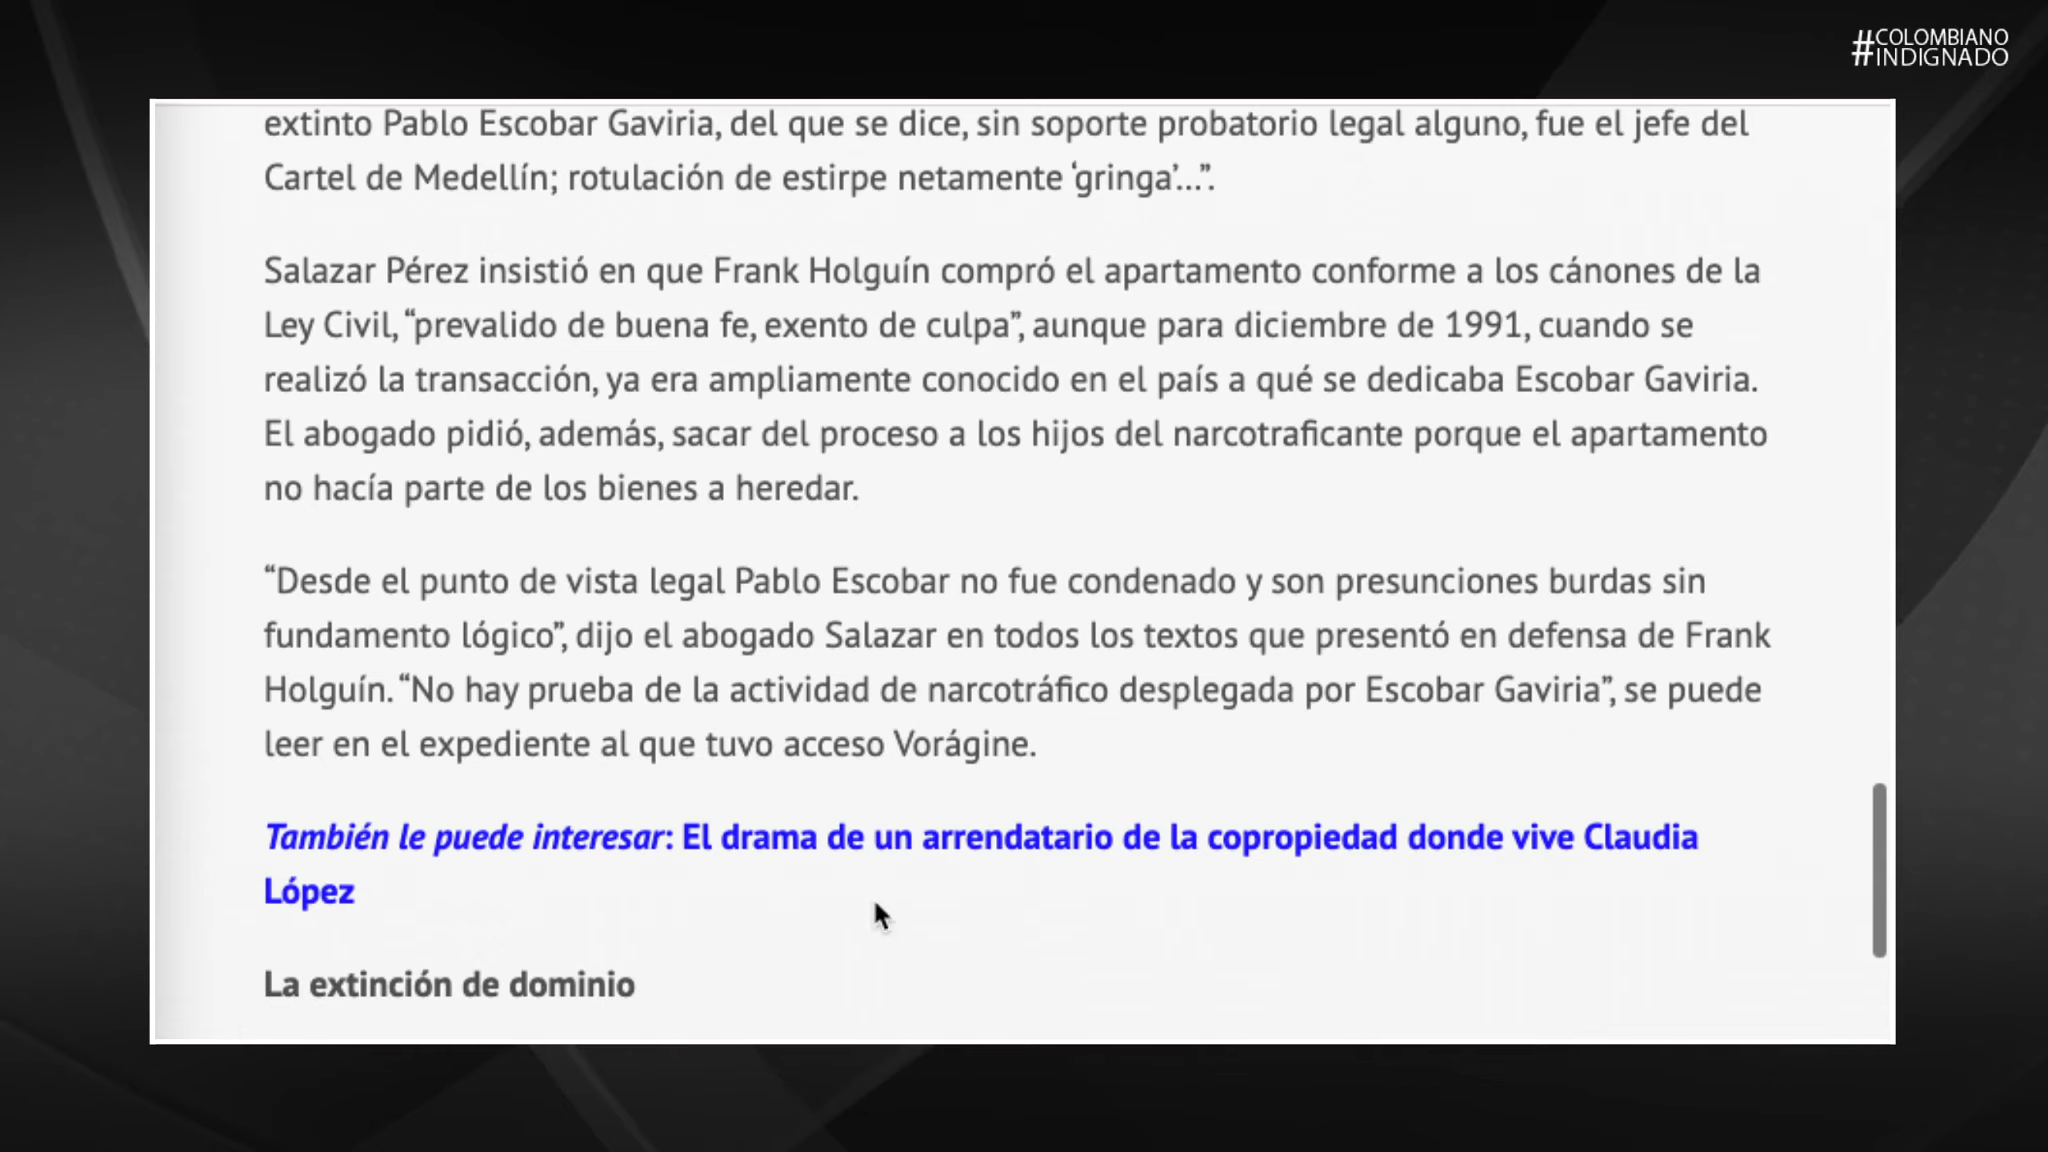 #COLOMBIANO
INDIGNADO
extinto Pablo Escobar Gaviria, del que se dice, sin soporte probatorio legal alguno, fue el jefe del
Cartel de Medellín; rotulación de estirpe netamente ‘gringa’...”.
Salazar Pérez insistió en que Frank Holguín compró el apartamento conforme a los cánones de la
Ley Civil, “prevalido de buena fe, exento de culpa”, aunque para diciembre de 1991, cuando se
realizó la transacción, ya era ampliamente conocido en el país a qué se dedicaba Escobar Gaviria.
El abogado pidió, además, sacar del proceso a los hijos del narcotraficante porque el apartamento
no hacía parte de los bienes a heredar.
“Desde el punto de vista legal Pablo Escobar no fue condenado y son presunciones burdas sin
fundamento lógico”, dijo el abogado Salazar en todos los textos que presentó en defensa de Frank
Holguín. “No hay prueba de la actividad de narcotráfico desplegada por Escobar Gaviria”, se puede
leer en el expediente al que tuvo acceso Vorágine.
También le puede interesar: El drama de un arrendatario de la copropiedad donde vive Claudia
López
La extinción de dominio